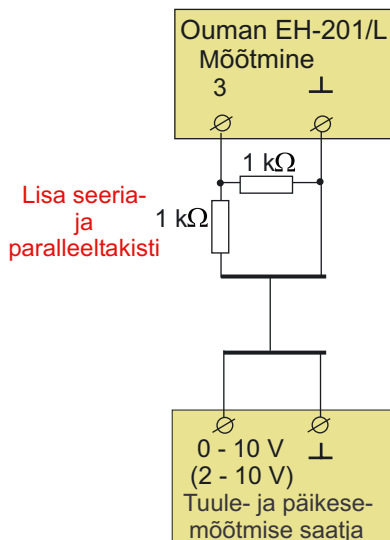 Ouman EH-201/L
Mõõtmine
3 ⊥
1 kΩ
Lisa seeria-
ja
paralleeltakisti
1 kΩ
0 - 10 V ⊥
(2 - 10 V)
Tuule- ja päikese-
mõõtmise saatja